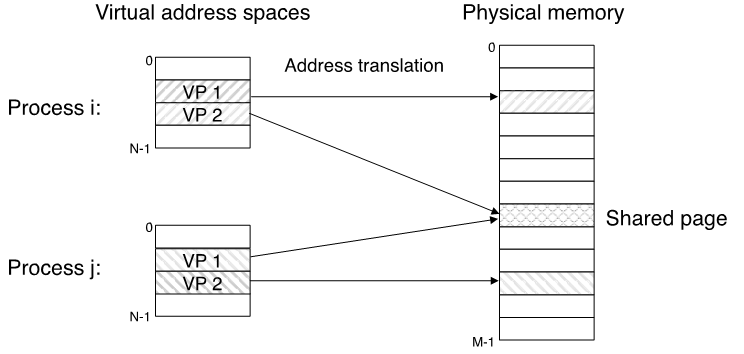 Virtual address spaces
Physical memory
0
0
Address translation
VP 1
Process i:
VP 2
N-1
0
Shared page
VP 1
Process j:
VP 2
N-1
M-1